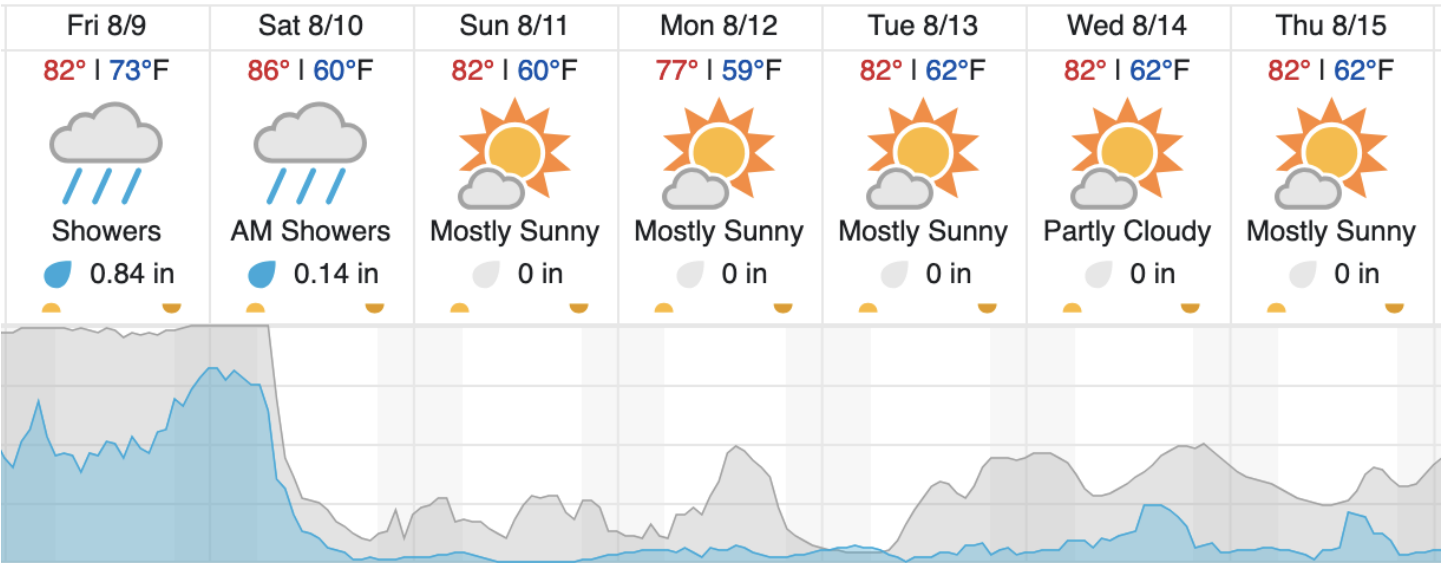 Fri 8/9 Sat 8/10 Sun 8/11 Mon 8/12 Tue 8/13 Wed 8/14 Thu 8/15
82° | 73°F 86° | 60°F 82° | 60°F 77° | 59°F 82° | 62°F 82° | 62°F 82° | 62°F
Showers AM Showers Mostly Sunny Mostly Sunny Mostly Sunny Partly Cloudy Mostly Sunny
0.84 in 0.14 in 0 in 0 in 0 in 0 in 0 in